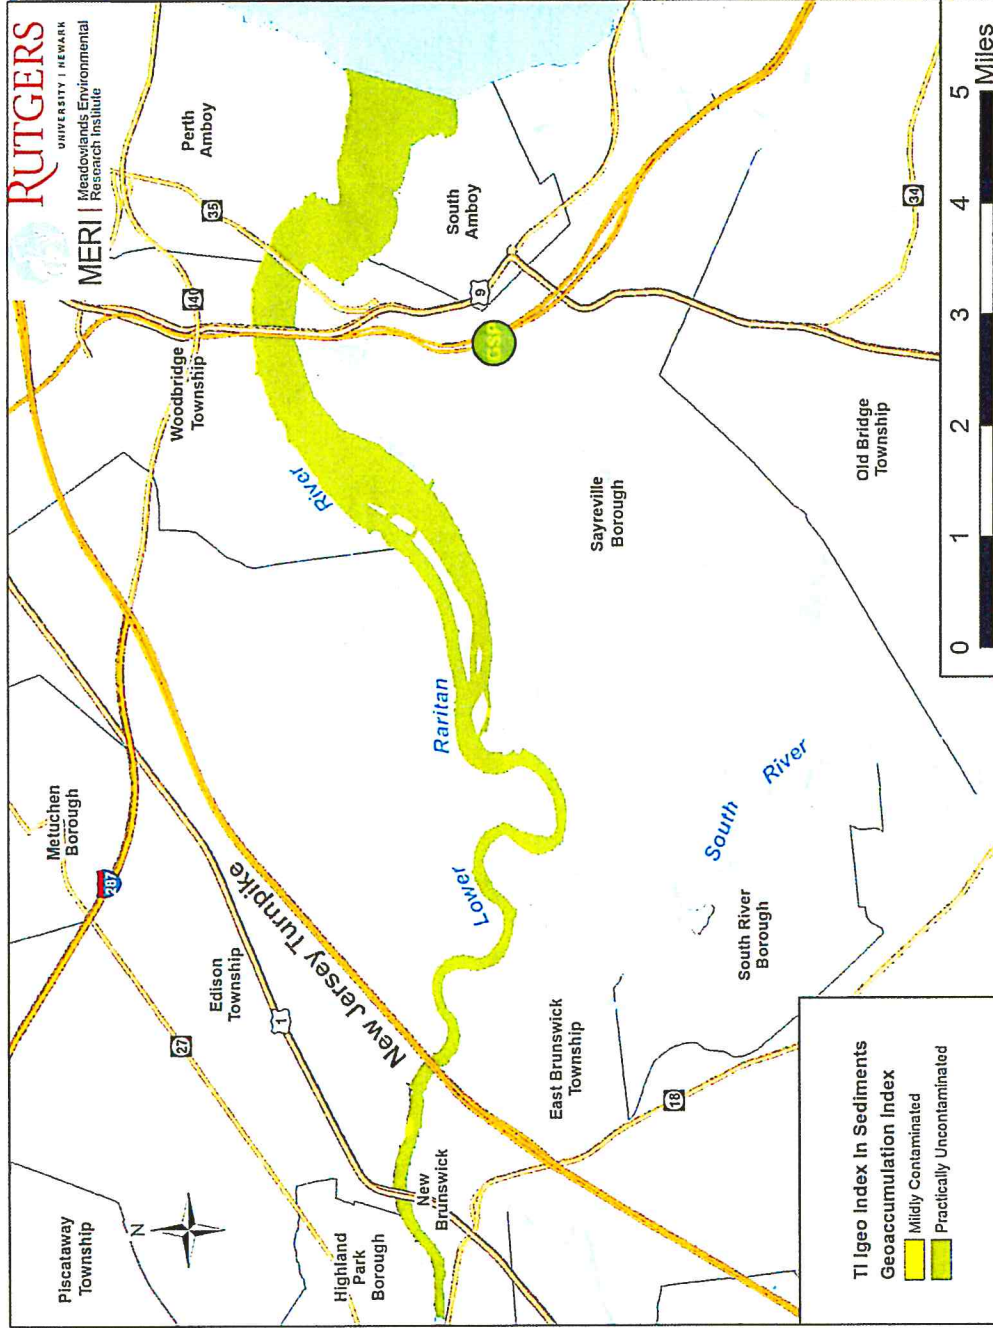 RUTGERS
UNIVERSITY | NEWARK
MERI | Meadowlands Environmental
Research Institute
Piscataway
Township
N
Highland
Park
Borough
New
Brunswick
27
Edison
Township
1
287
Metuchen
Borough
New Jersey Turnpike
Woodbridge
Township
440
35
Perth
Amboy
South
Amboy
9
GSP
Lower
Raritan
River
Sayreville
Borough
East Brunswick
Township
18
South River
Borough
South
River
Old Bridge
Township
34
Tl Igeo Index In Sediments
Geoaccumulation Index
Mildly Contaminated
Practically Uncontaminated
0
1
2
3
4
5
Miles